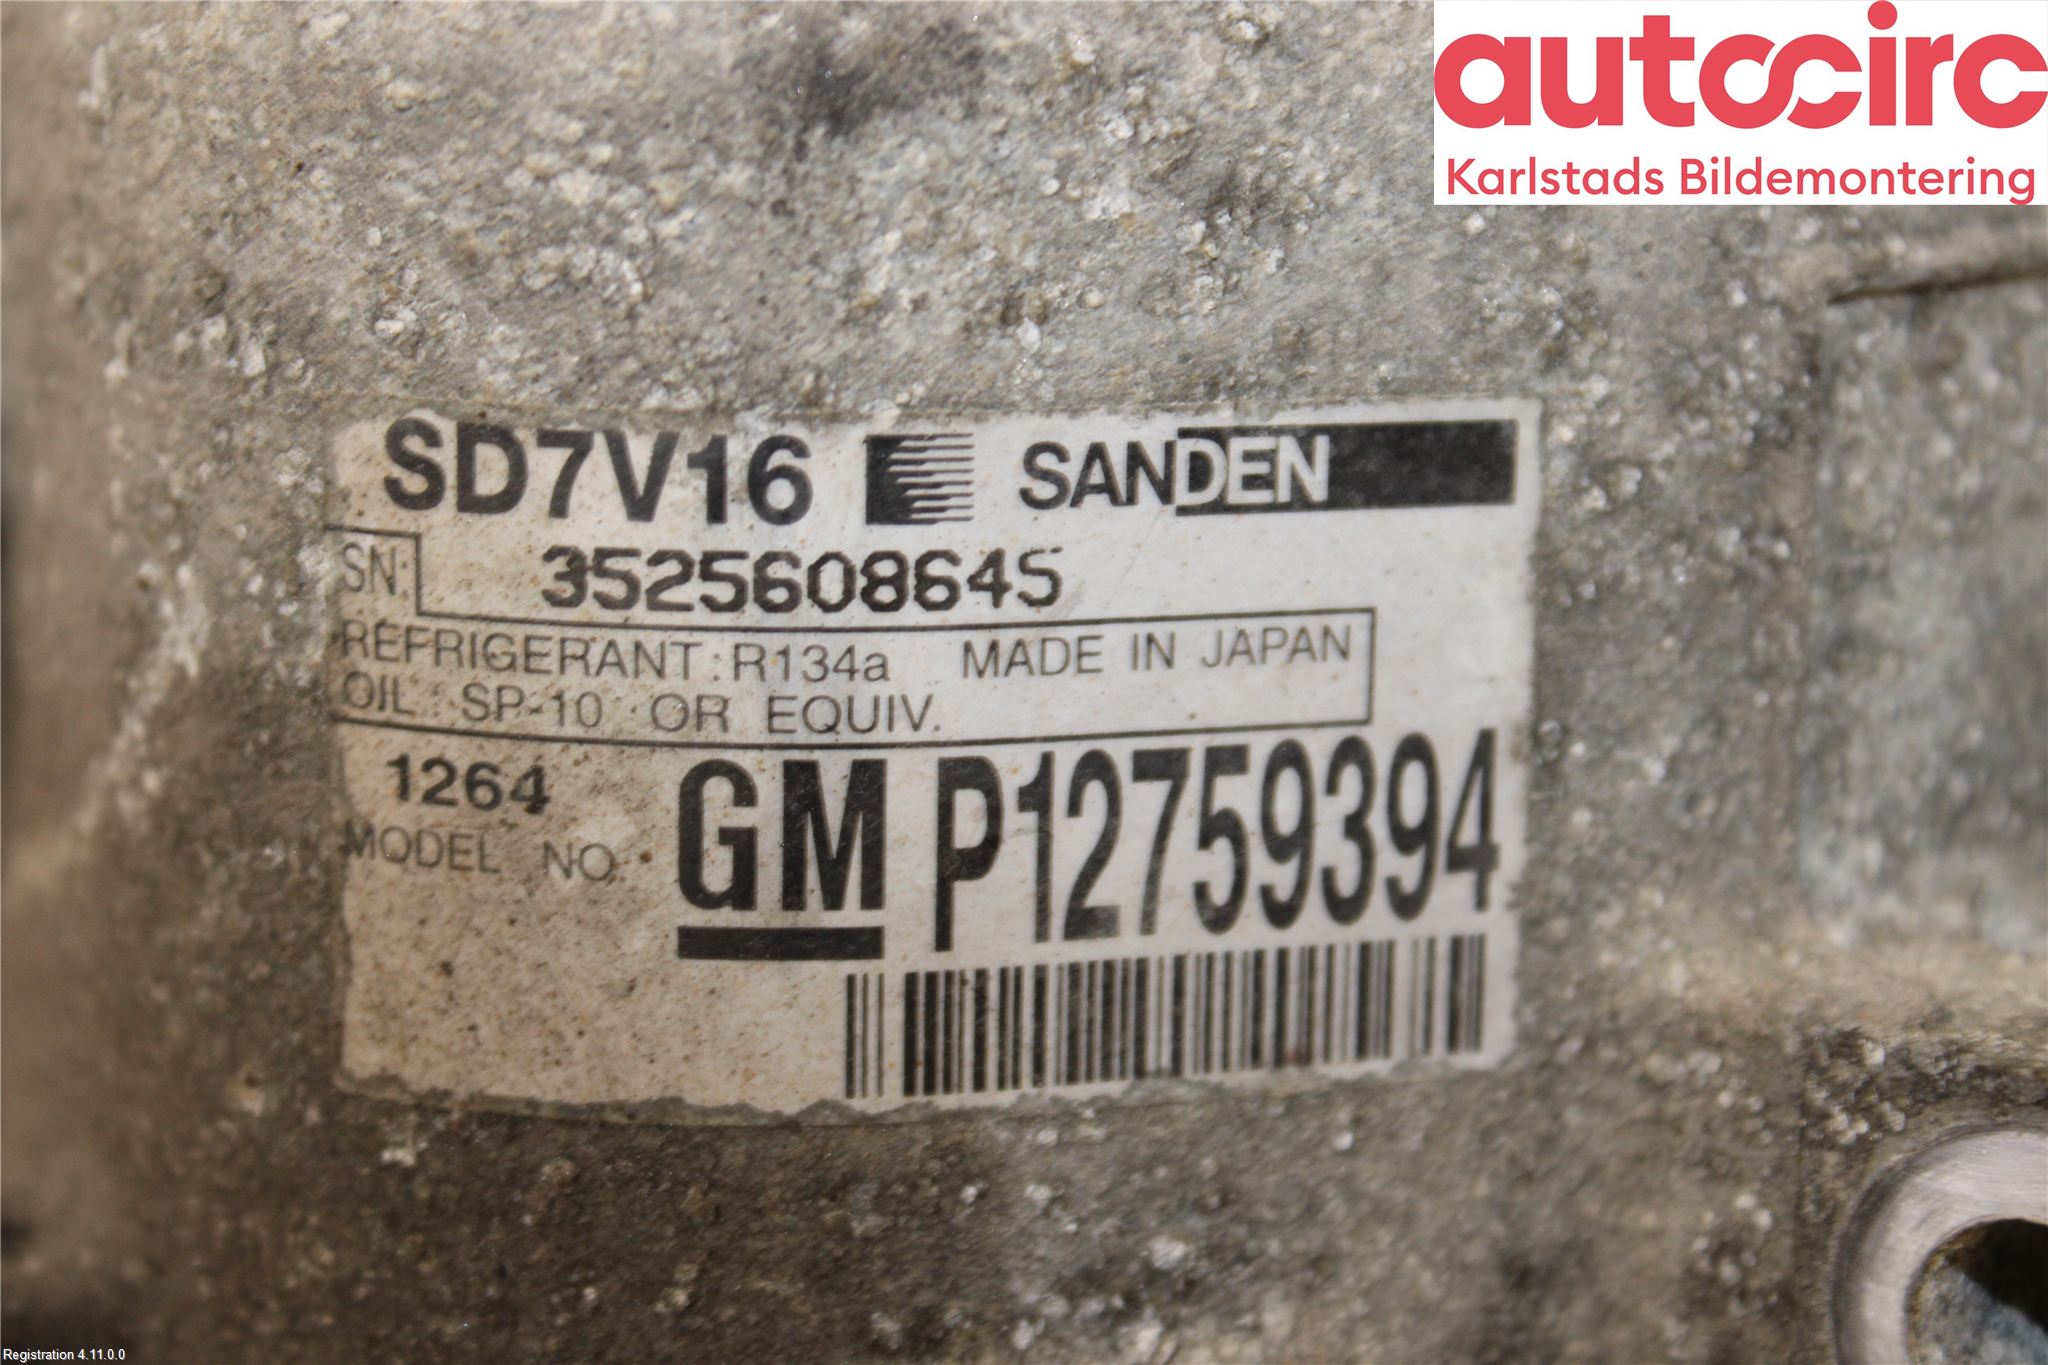 autocirc
Karlstads Bildemontering
SD7V16 SANDEN
SN: 3525608645
REFRIGERANT: R134a MADE IN JAPAN
OIL: SP-10 OR EQUIV.
1264
MODEL NO.
GM P12759394
Registration 4.11.0.0